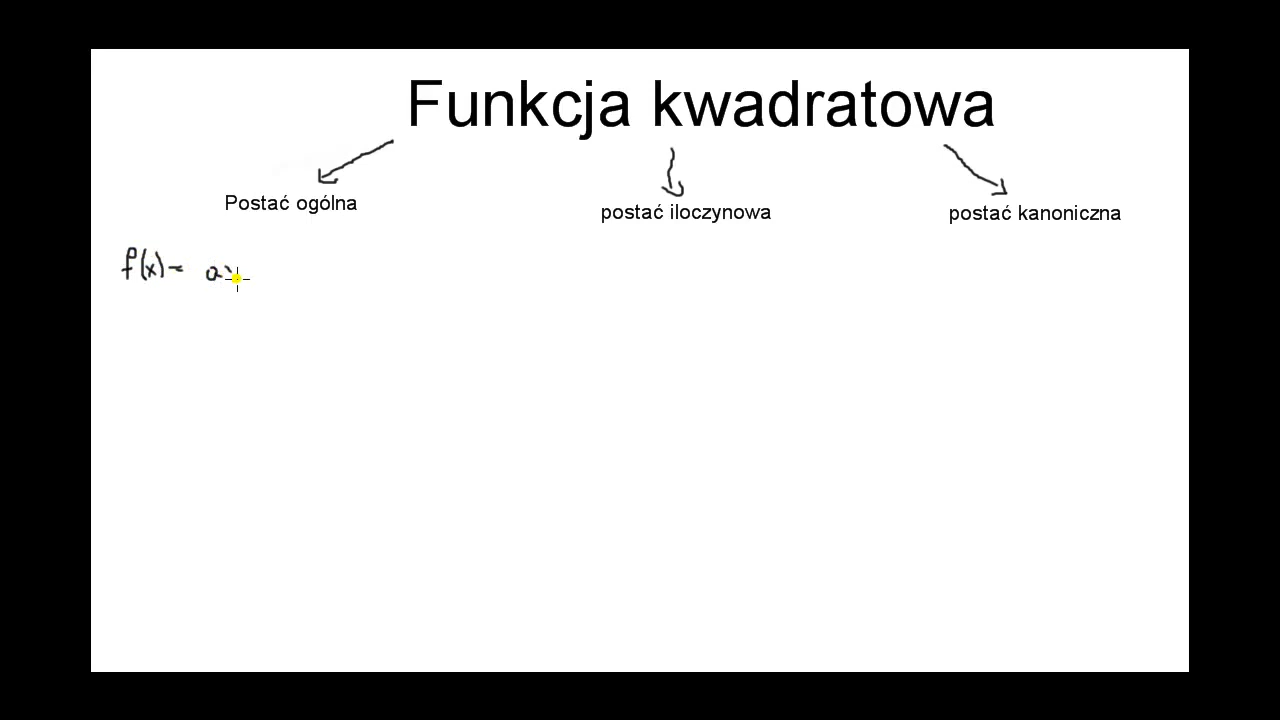 Funkcja kwadratowa
Postać ogólna
postać iloczynowa
postać kanoniczna
f(x)= a